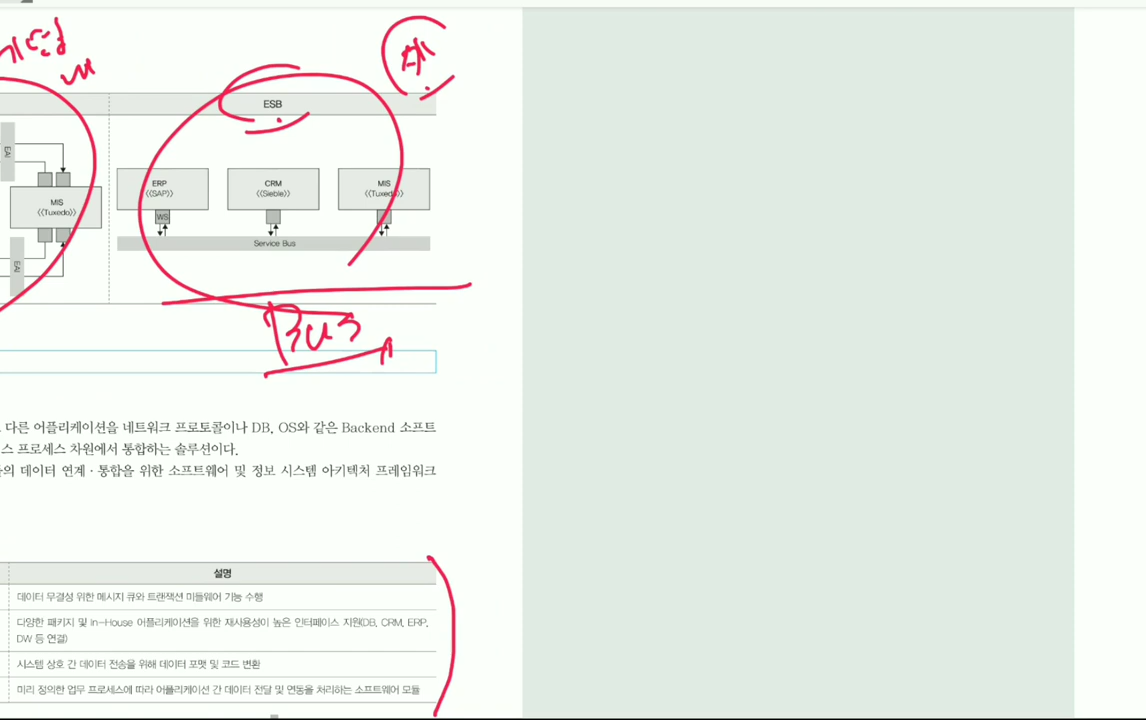 ESB
EAI
MIS
《Tuxedo》
EAI
ERP
《SAP》
WS
CRM
《Sieble》
MIS
《Tuxedo》
Service Bus
BUS
다른 어플리케이션을 네트워크 프로토콜이나 DB, OS와 같은 Backend 소프트
스 프로세스 차원에서 통합하는 솔루션이다.
의 데이터 연계·통합을 위한 소프트웨어 및 정보 시스템 아키텍처 프레임워크
설명
데이터 무결성 위한 메시지 큐와 트랜잭션 미들웨어 기능 수행
다양한 패키지 및 In-House 어플리케이션을 위한 재사용성이 높은 인터페이스 지원(DB, CRM, ERP,
DW 등 연결)
시스템 상호 간 데이터 전송을 위해 데이터 포맷 및 코드 변환
미리 정의한 업무 프로세스에 따라 어플리케이션 간 데이터 전달 및 연동을 처리하는 소프트웨어 모듈